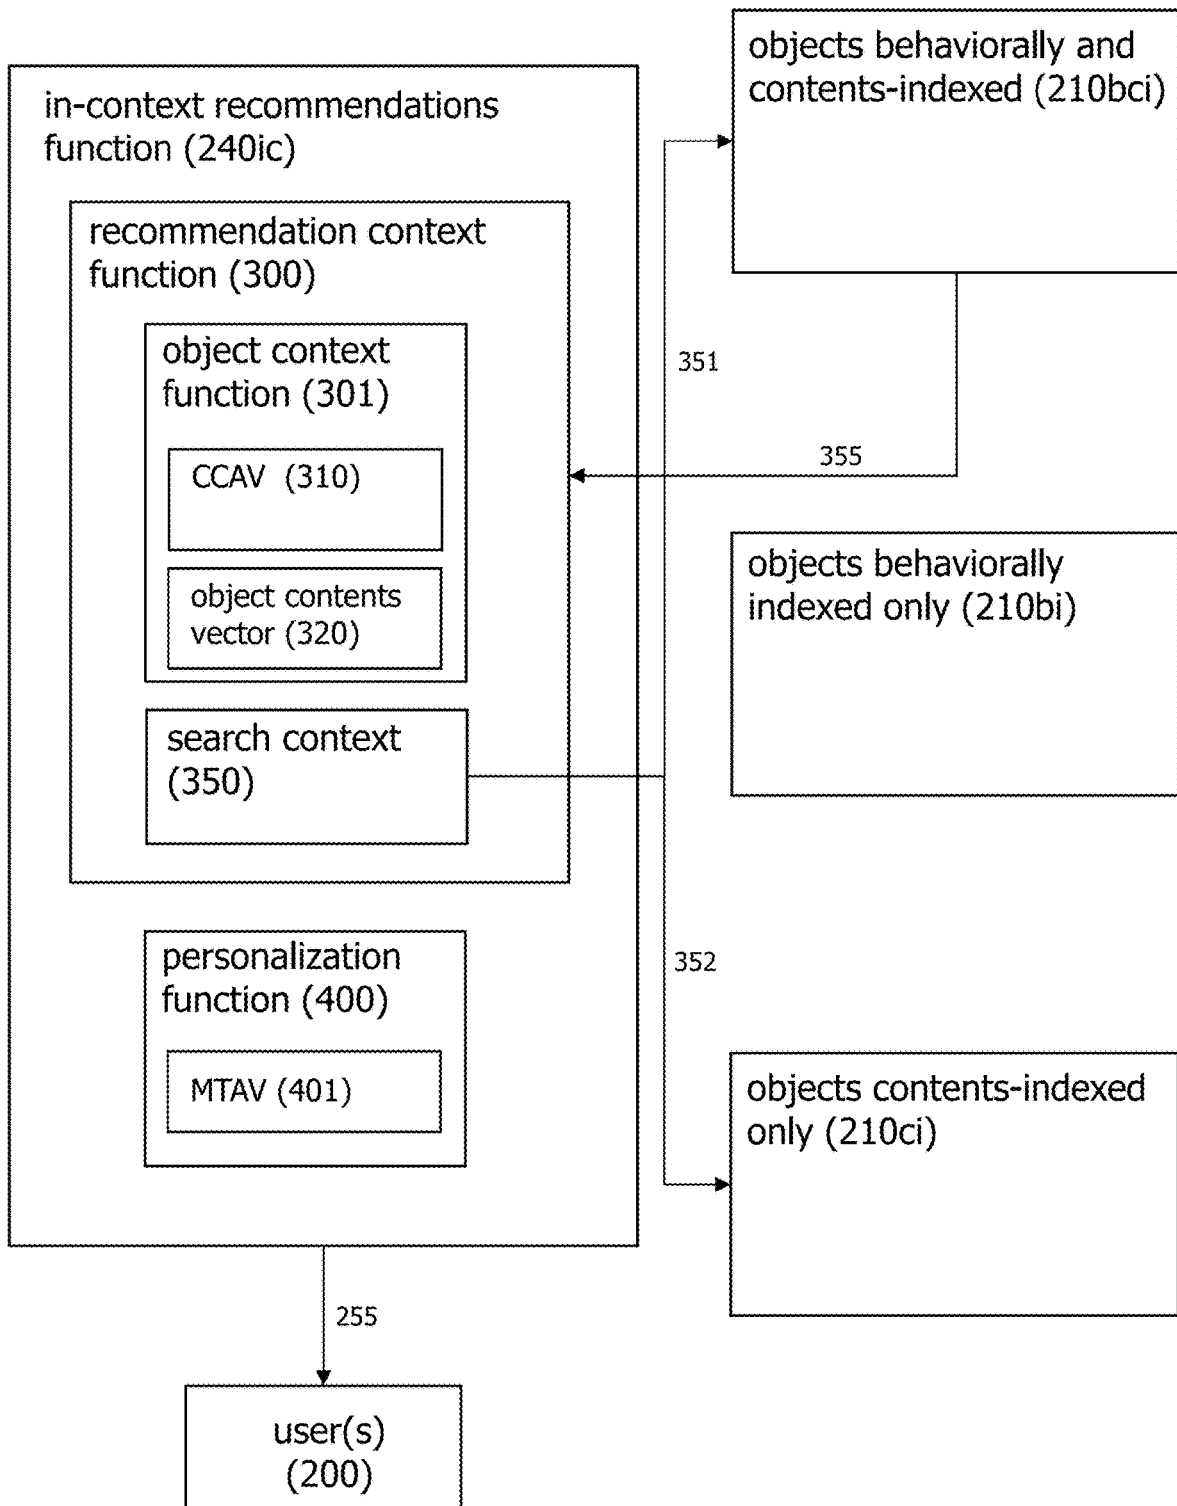 objects behaviorally and
contents-indexed (210bci)
in-context recommendations
function (240ic)
recommendation context
function (300)
object context
function (301)
CCAV (310)
object contents
vector (320)
search context
(350)
personalization
function (400)
MTAV (401)
351
355
objects behaviorally
indexed only (210bi)
352
objects contents-indexed
only (210ci)
255
user(s)
(200)